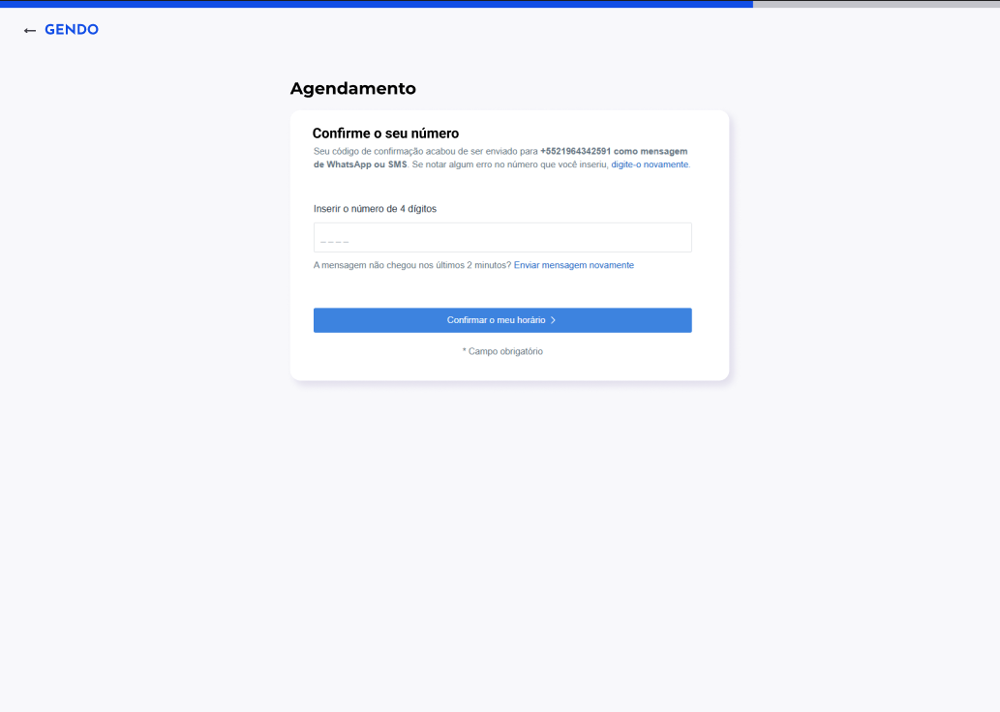 ← GENDO
Agendamento
Confirme o seu número
Seu código de confirmação acabou de ser enviado para +5521964342591 como mensagem
de WhatsApp ou SMS. Se notar algum erro no número que você inseriu, digite-o novamente.
Inserir o número de 4 dígitos
_ _ _ _
A mensagem não chegou nos últimos 2 minutos? Enviar mensagem novamente
Confirmar o meu horário >
* Campo obrigatório